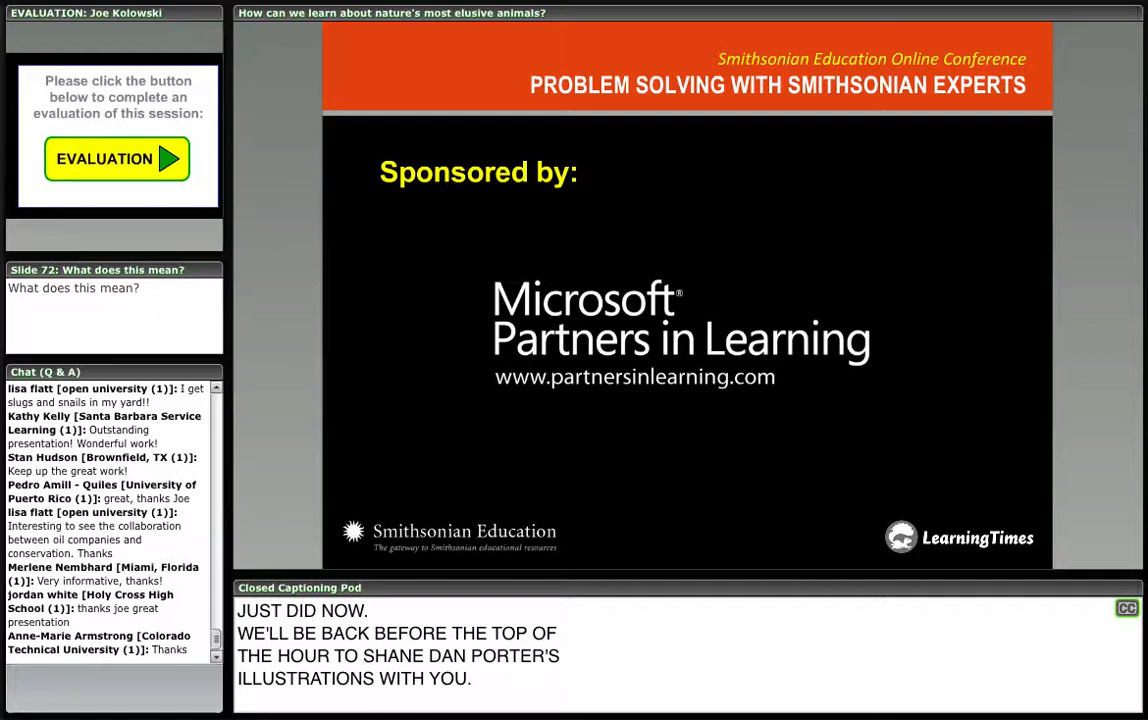 EVALUATION: Joe Kolowski
Please click the button
below to complete an
evaluation of this session:
EVALUATION
Slide 72: What does this mean?
What does this mean?
Chat (Q & A)
lisa flatt [open university (1)]: I get
slugs and snails in my yard!!
Kathy Kelly [Santa Barbara Service
Learning (1)]: Outstanding
presentation! Wonderful work!
Stan Hudson [Brownfield, TX (1)]:
Keep up the great work!
Pedro Amill - Quiles [University of
Puerto Rico (1)]: great, thanks Joe
lisa flatt [open university (1)]:
Interesting to see the collaboration
between oil companies and
conservation. Thanks
Merlene Nembhard [Miami, Florida
(1)]: Very informative, thanks!
jordan white [Holy Cross High
School (1)]: thanks joe great
presentation
Anne-Marie Armstrong [Colorado
Technical University (1)]: Thanks
How can we learn about nature's most elusive animals?
Smithsonian Education Online Conference
PROBLEM SOLVING WITH SMITHSONIAN EXPERTS
Sponsored by:
Microsoft®
Partners in Learning
www.partnersinlearning.com
Smithsonian Education
The gateway to Smithsonian educational resources
LearningTimes
Closed Captioning Pod
CC
JUST DID NOW.
WE'LL BE BACK BEFORE THE TOP OF
THE HOUR TO SHANE DAN PORTER'S
ILLUSTRATIONS WITH YOU.